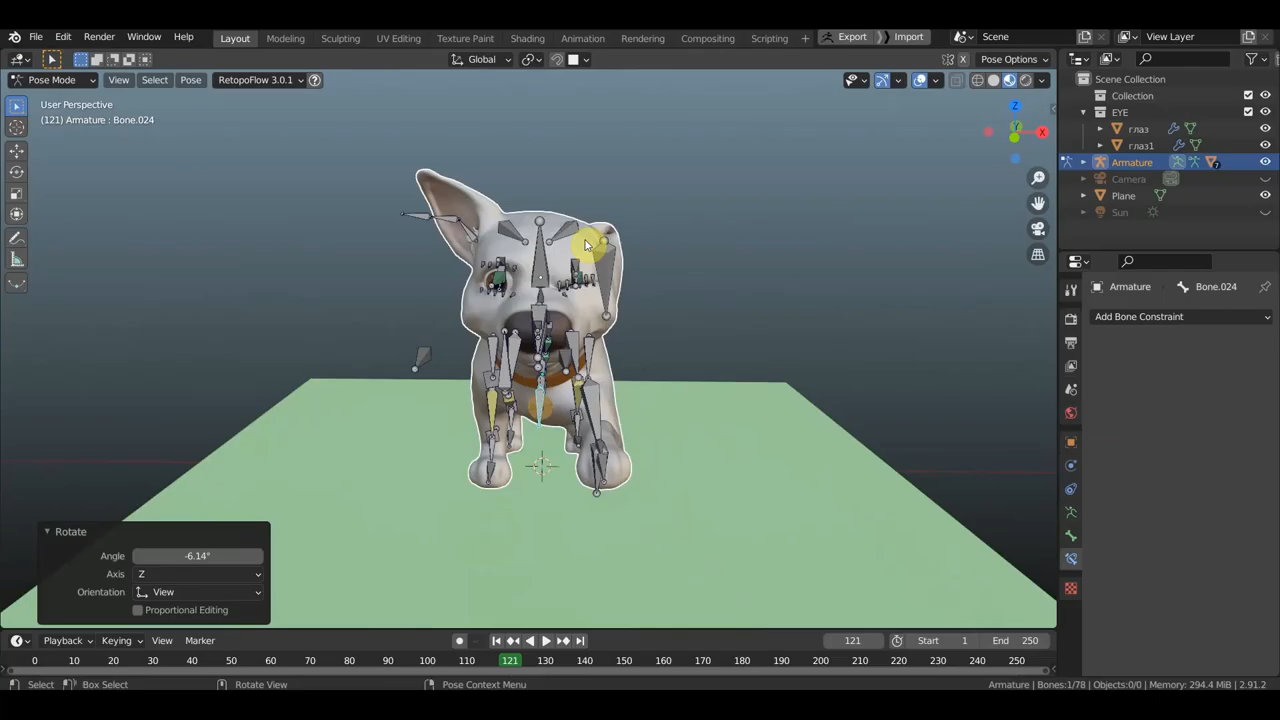 File Edit Render Window Help Layout Modeling Sculpting UV Editing Texture Paint Shading Animation Rendering Compositing Scripting + Export Import Scene View Layer
Global Pose Options
Pose Mode View Select Pose RetopoFlow 3.0.1
User Perspective
(121) Armature : Bone.024
Z
Y
X
Scene Collection
Collection
EYE
глаз
глаз1
Armature
7
Camera
Plane
Sun
Armature Bone.024
Add Bone Constraint
Rotate
Angle -6.14°
Axis Z
Orientation View
Proportional Editing
Playback Keying View Marker 121 Start 1 End 250
0 10 20 30 40 50 60 70 80 90 100 110 121 130 140 150 160 170 180 190 200 210 220 230 240 250
Select Box Select Rotate View Pose Context Menu Armature | Bones:1/78 | Objects:0/0 | Memory: 294.4 MiB | 2.91.2